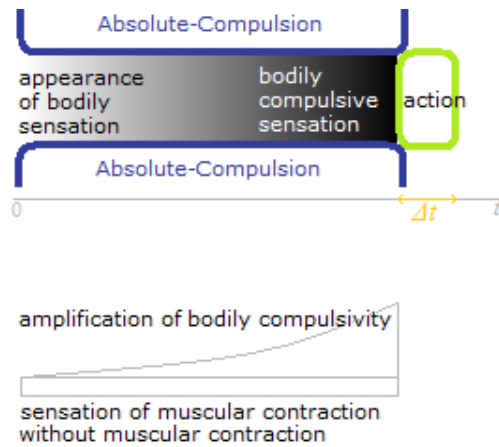 Absolute-Compulsion
appearance
of bodily
sensation
bodily
compulsive
sensation
action
Absolute-Compulsion
0
Δt
t
amplification of bodily compulsivity
sensation of muscular contraction
without muscular contraction